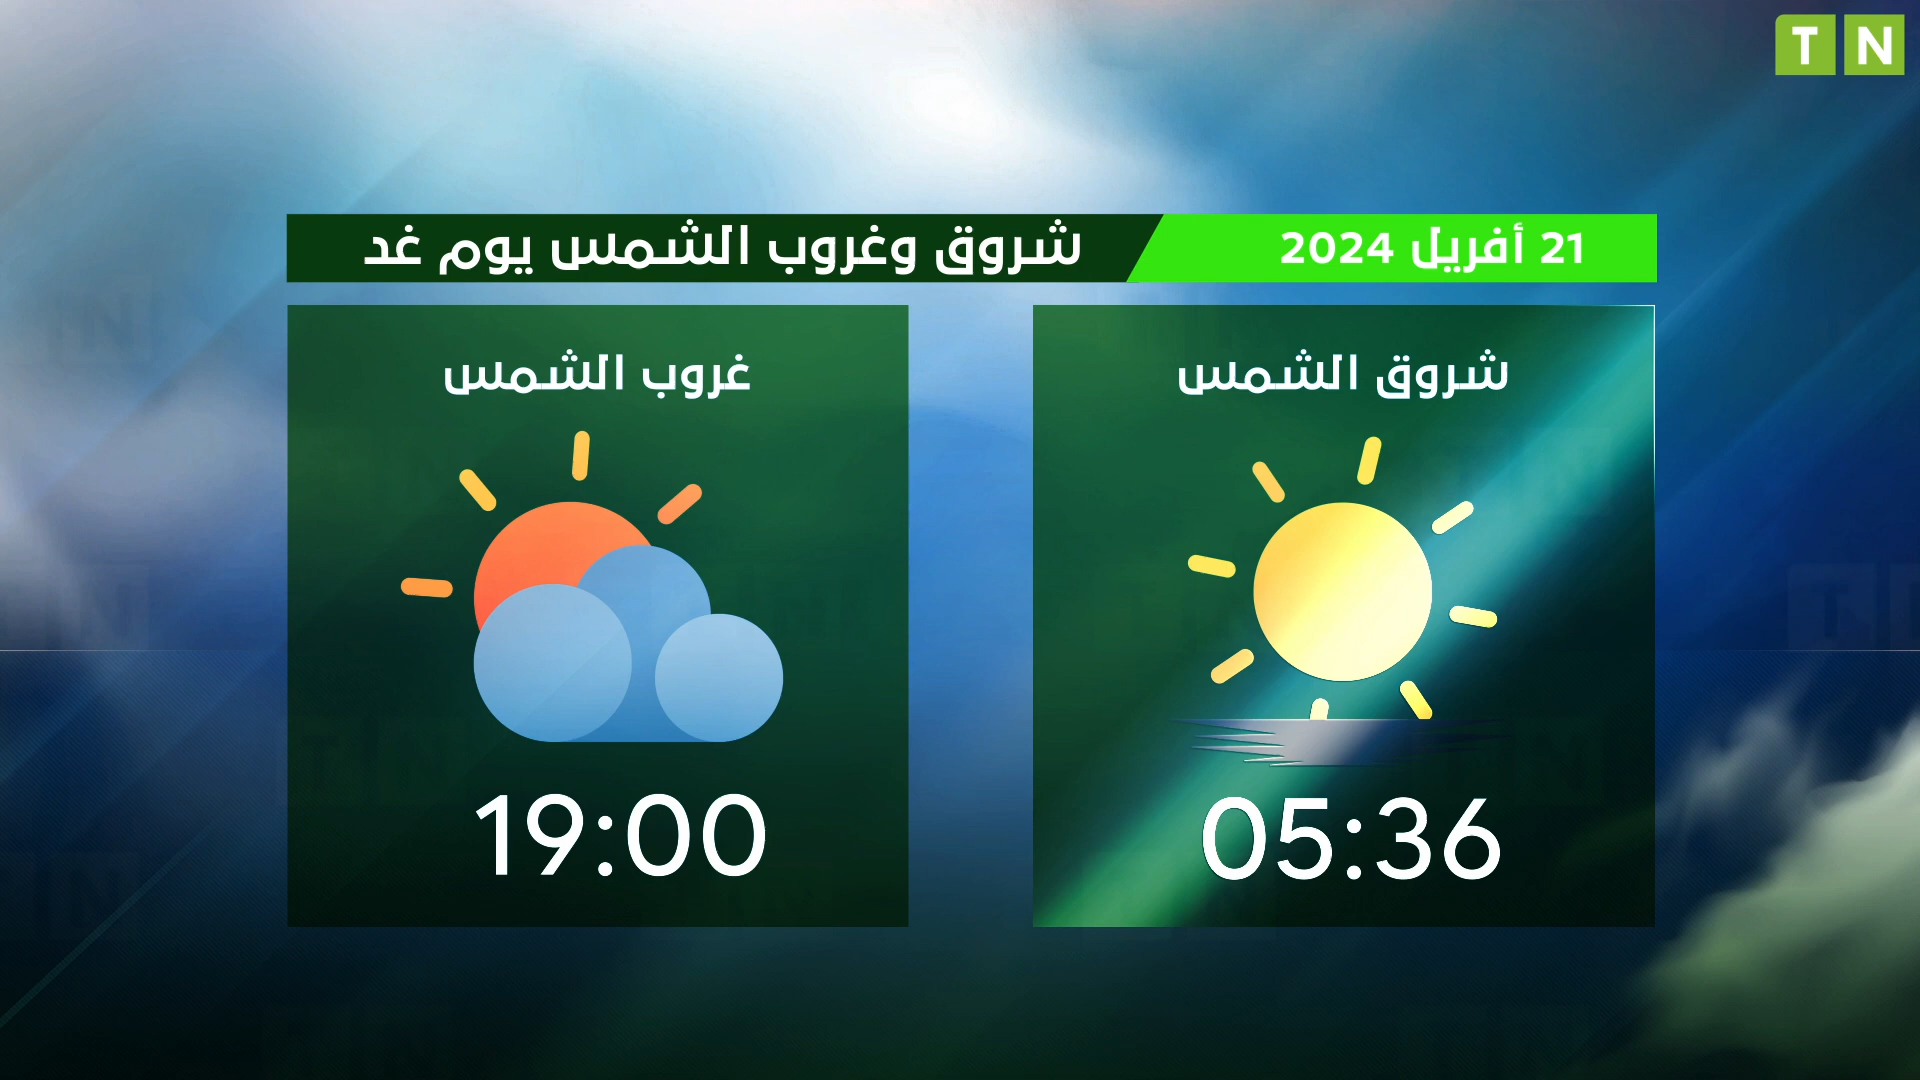 TN
21 أفريل 2024
شروق وغروب الشمس يوم غد
شروق الشمس
05:36
غروب الشمس
19:00